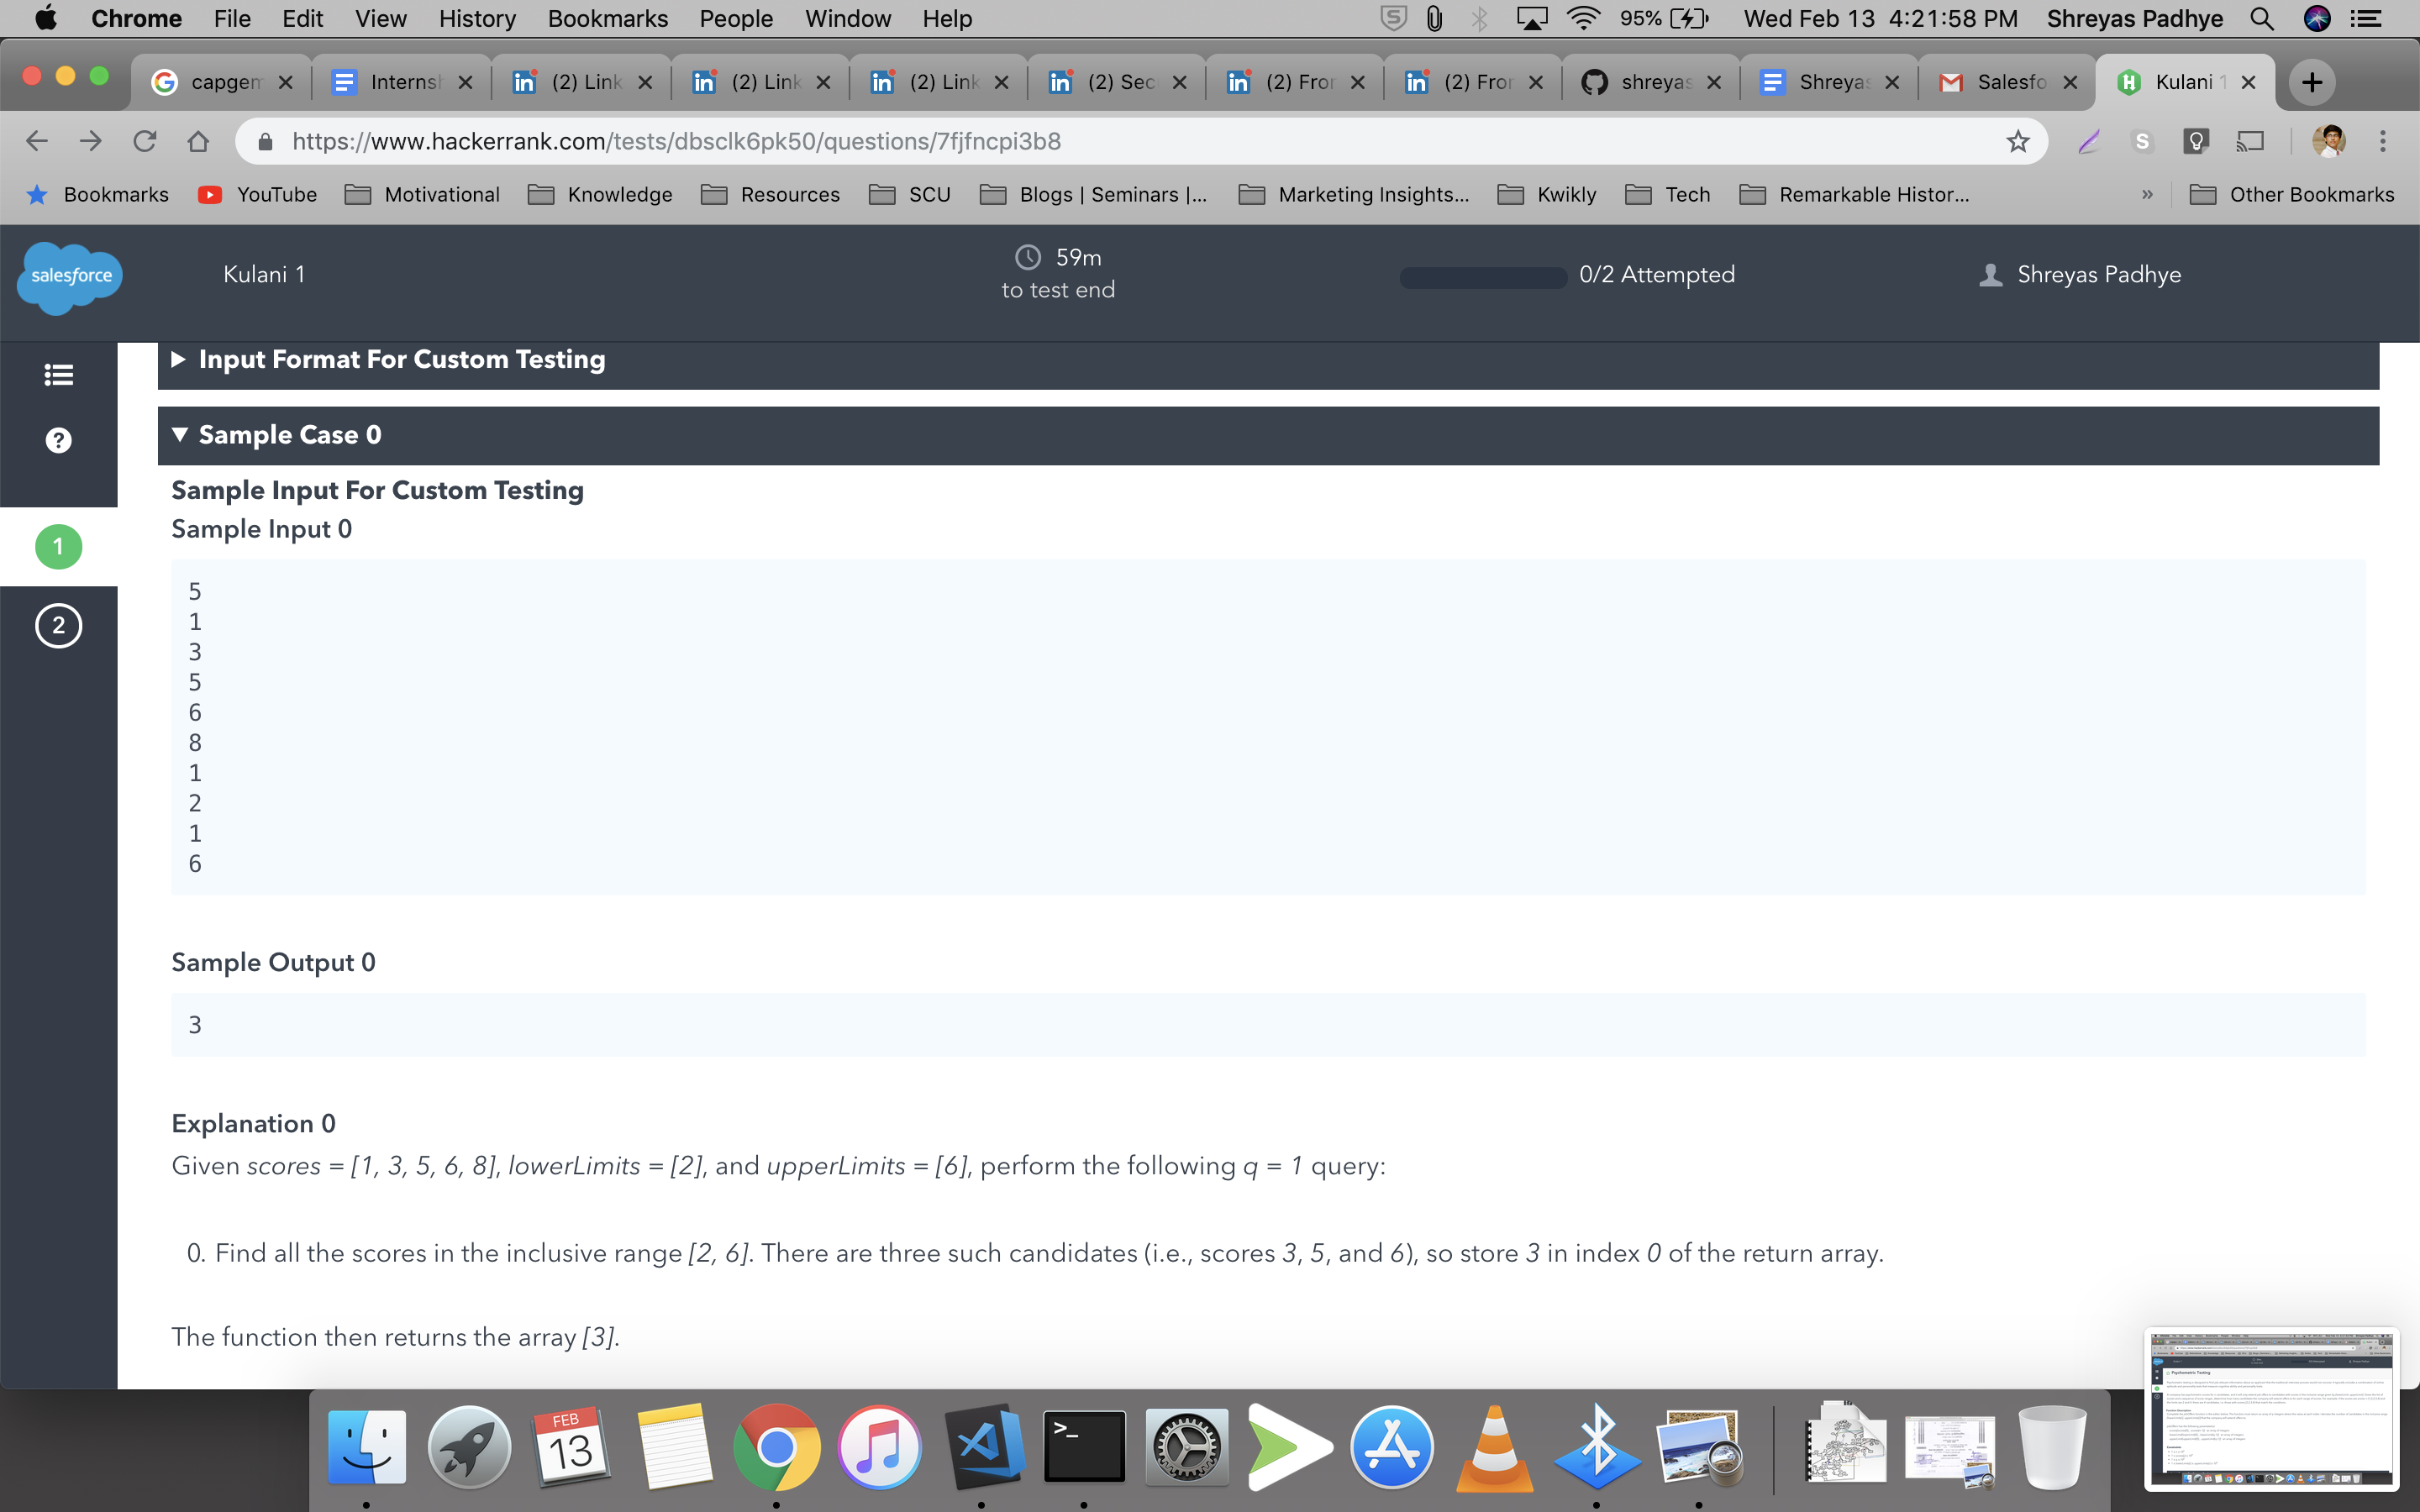 Chrome File Edit View History Bookmarks People Window Help 95% Wed Feb 13 4:21:58 PM Shreyas Padhye
capgem Internsh (2) Link (2) Link (2) Link (2) Sec (2) Fron (2) Fron shreyas Shreyas Salesfo Kulani 1
https://www.hackerrank.com/tests/dbsclk6pk50/questions/7fjfncpi3b8
Bookmarks YouTube Motivational Knowledge Resources SCU Blogs | Seminars |... Marketing Insights... Kwikly Tech Remarkable Histor... » Other Bookmarks
salesforce Kulani 1 59m 0/2 Attempted Shreyas Padhye
to test end
Input Format For Custom Testing
Sample Case 0
Sample Input For Custom Testing
Sample Input 0
1
2
5
1
3
5
6
8
1
2
1
6
Sample Output 0
3
Explanation 0
Given scores = [1, 3, 5, 6, 8], lowerLimits = [2], and upperLimits = [6], perform the following q = 1 query:
0. Find all the scores in the inclusive range [2, 6]. There are three such candidates (i.e., scores 3, 5, and 6), so store 3 in index 0 of the return array.
The function then returns the array [3].
FEB
13
>_
Psychometric Testing